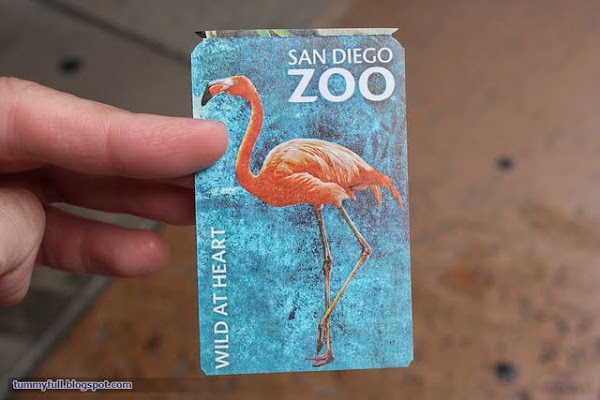 SAN DIEGO
ZOO
WILD AT HEART
tummyfull.blogspot.com